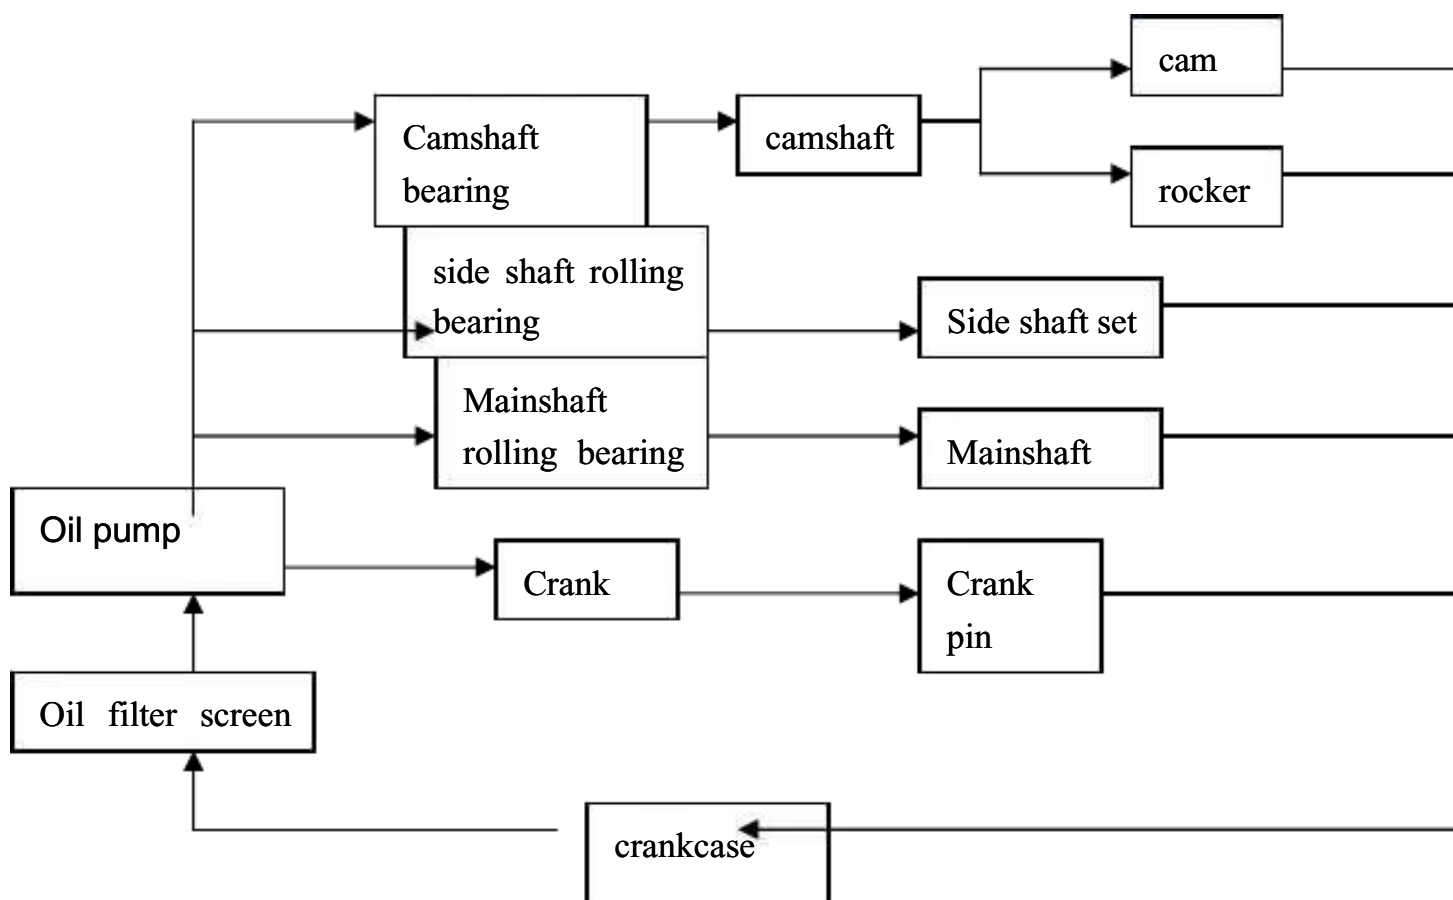 cam
Camshaft
bearing
camshaft
rocker
side shaft rolling
bearing
Side shaft set
Mainshaft
rolling bearing
Mainshaft
Oil pump
Crank
Crank
pin
Oil filter screen
crankcase